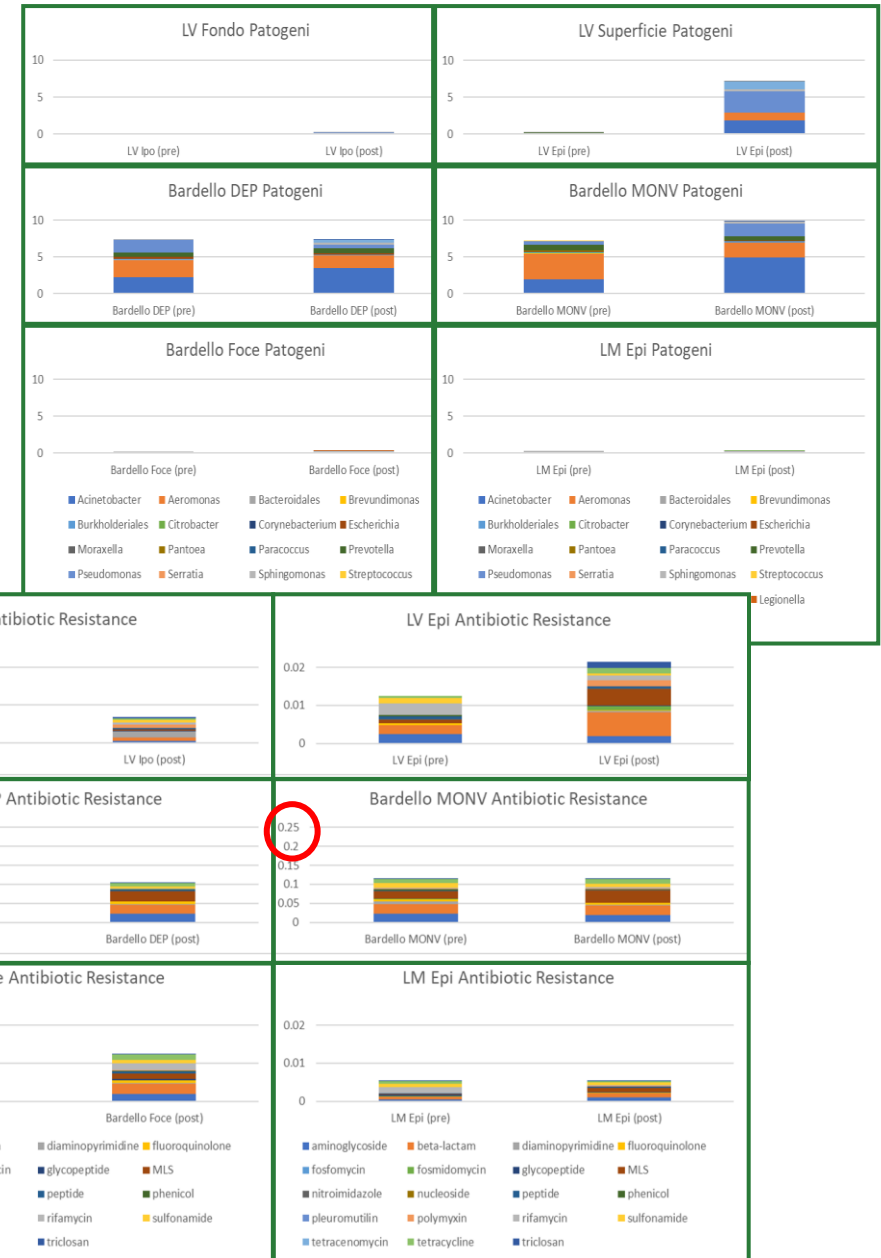 LV Fondo Patogeni
10
5
0
LV Ipo (pre) LV Ipo (post)
LV Superficie Patogeni
10
5
0
LV Epi (pre) LV Epi (post)
Bardello DEP Patogeni
10
5
0
Bardello DEP (pre) Bardello DEP (post)
Bardello MONV Patogeni
10
5
0
Bardello MONV (pre) Bardello MONV (post)
Bardello Foce Patogeni
10
5
0
Bardello Foce (pre) Bardello Foce (post)
Acinetobacter Aeromonas Bacteroidales Brevundimonas
Burkholderiales Citrobacter Corynebacterium Escherichia
Moraxella Pantoea Paracoccus Prevotella
Pseudomonas Serratia Sphingomonas Streptococcus
LM Epi Patogeni
10
5
0
LM Epi (pre) LM Epi (post)
Acinetobacter Aeromonas Bacteroidales Brevundimonas
Burkholderiales Citrobacter Corynebacterium Escherichia
Moraxella Pantoea Paracoccus Prevotella
Pseudomonas Serratia Sphingomonas Streptococcus
Legionella
tibiotic Resistance
LV Ipo (post)
LV Epi Antibiotic Resistance
0.02
0.01
0
LV Epi (pre) LV Epi (post)
Antibiotic Resistance
Bardello DEP (post)
Bardello MONV Antibiotic Resistance
0.25
0.2
0.15
0.1
0.05
0
Bardello MONV (pre) Bardello MONV (post)
e Antibiotic Resistance
Bardello Foce (post)
diaminopyrimidine fluoroquinolone
glycopeptide MLS
peptide phenicol
rifamycin sulfonamide
triclosan
LM Epi Antibiotic Resistance
0.02
0.01
0
LM Epi (pre) LM Epi (post)
aminoglycoside beta-lactam diaminopyrimidine fluoroquinolone
fosfomycin fosmidomycin glycopeptide MLS
nitroimidazole nucleoside peptide phenicol
pleuromutilin polymyxin rifamycin sulfonamide
tetracenomycin tetracycline triclosan